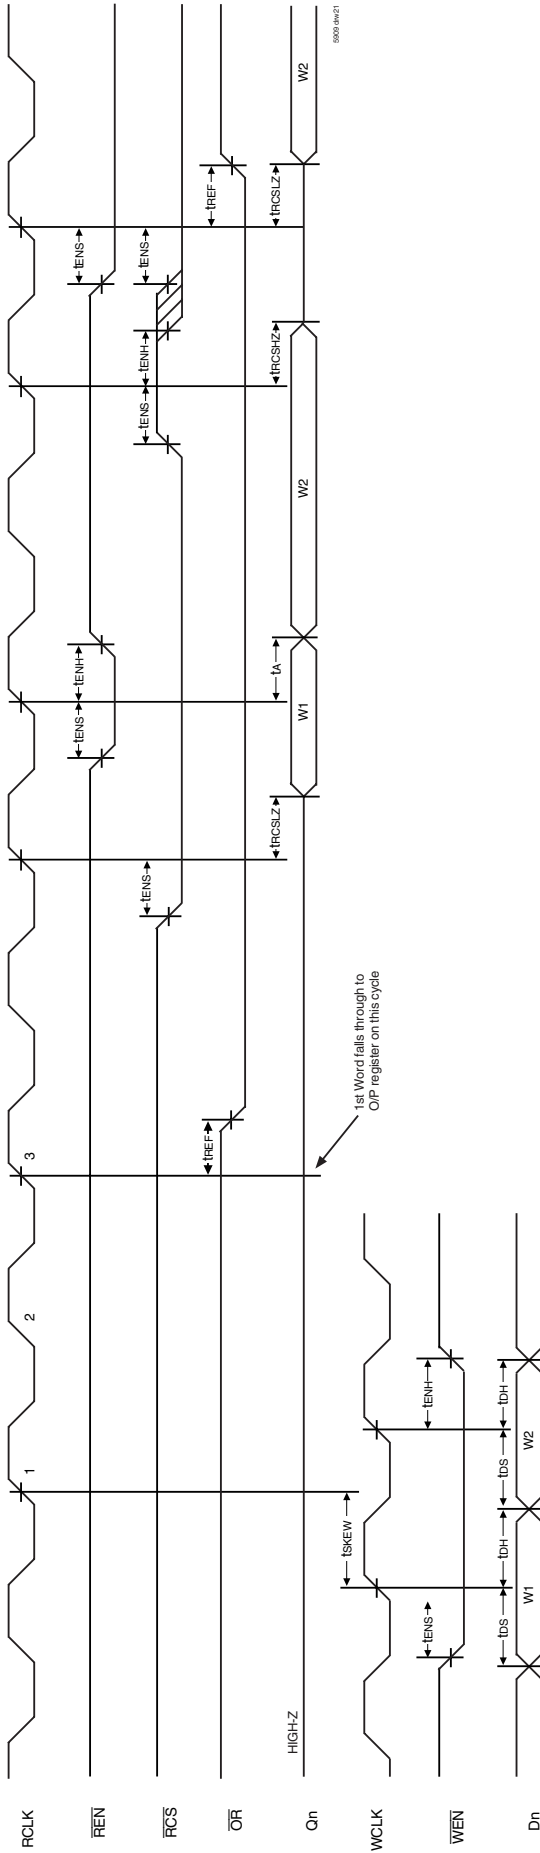 RCLK 1 2 3
REN tENS tENH tENS
RCS tENS tENS tENH tENS
OR tREF tREF
Qn HIGH-Z tRCSLZ W1 tA W2 tRCSHZ tRCSLZ W2
5909 drw21
1st Word falls through to
O/P register on this cycle
tSKEW
WCLK
WEN tENS tENH
Dn tDS W1 tDH tDS W2 tDH